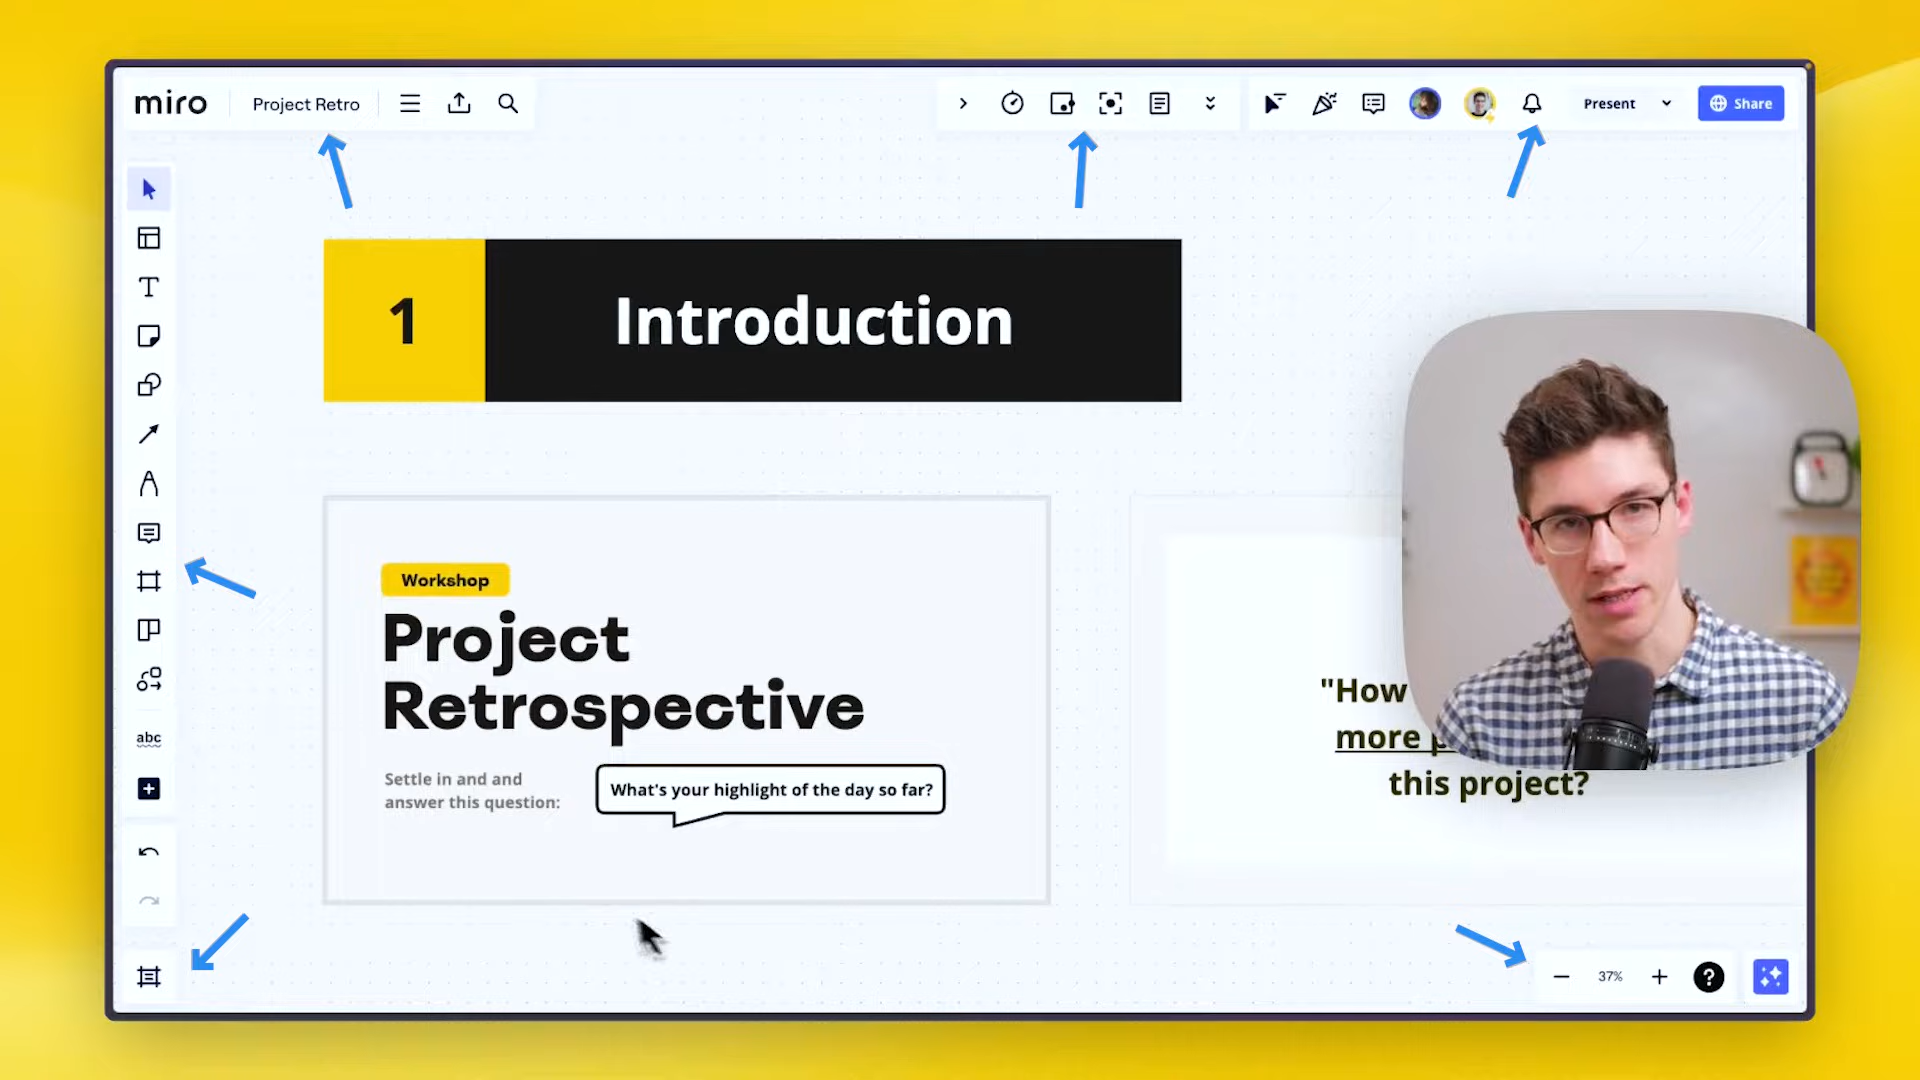 miro
Project Retro
Present
Share
1
Introduction
Workshop
Project
Retrospective
Settle in and and
answer this question:
What's your highlight of the day so far?
"How
more
this project?
abc
37%
?